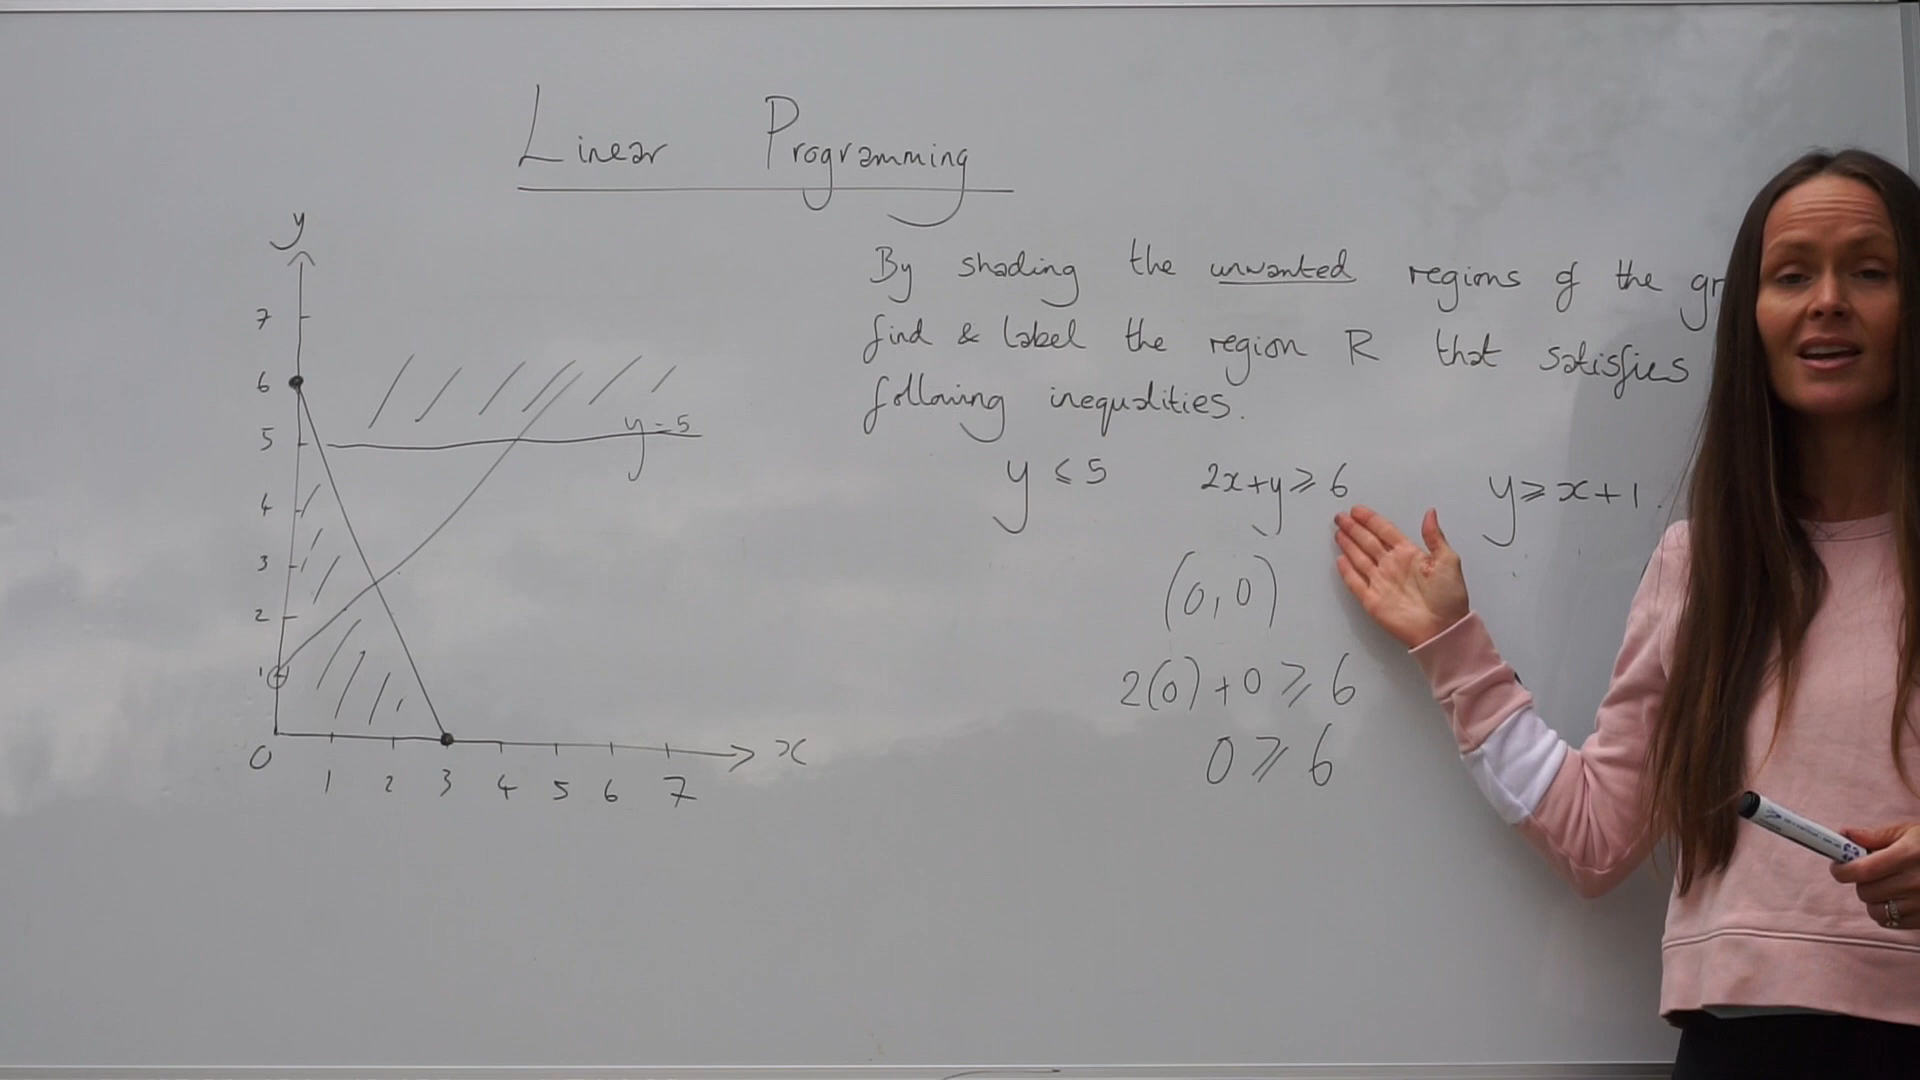 Linear Programming
By shading the unwanted regions of the gr
find & label the region R that satisfies
following inequalities.
y ≤ 5 2x+y ≥ 6 y ≥ x+1
(0,0)
2(0)+0 ≥ 6
0 ≥ 6
y
7
6
5
4
3
2
1
0
y=5
1 2 3 4 5 6 7
x